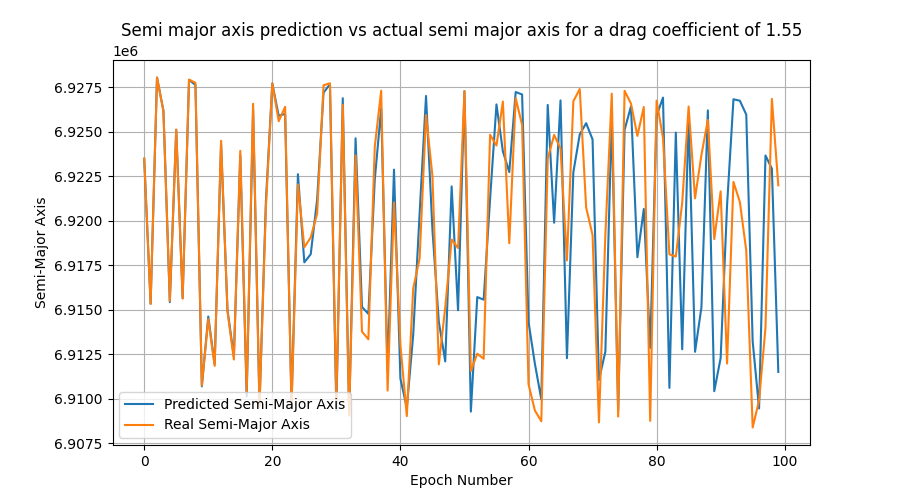 Semi major axis prediction vs actual semi major axis for a drag coefficient of 1.55
1e6
6.9275
6.9250
6.9225
6.9200
6.9175
6.9150
6.9125
6.9100
6.9075
Semi-Major Axis
Predicted Semi-Major Axis
Real Semi-Major Axis
0
20
40
60
80
100
Epoch Number